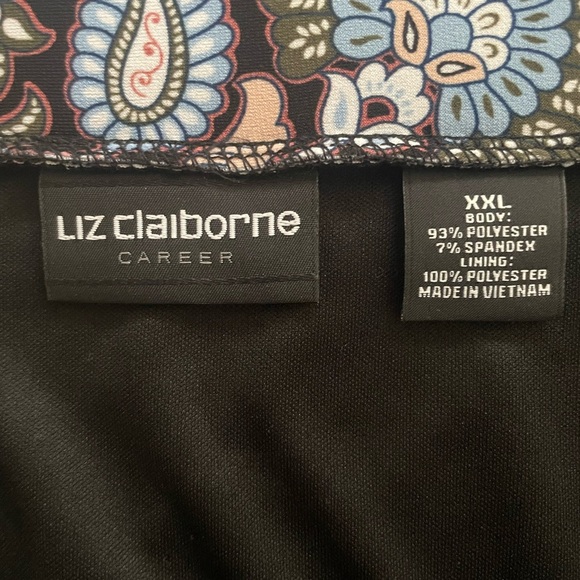 LIZ claiborne
CAREER
XXL
BODY:
93% POLYESTER
7% SPANDEX
LINING:
100% POLYESTER
MADE IN VIETNAM